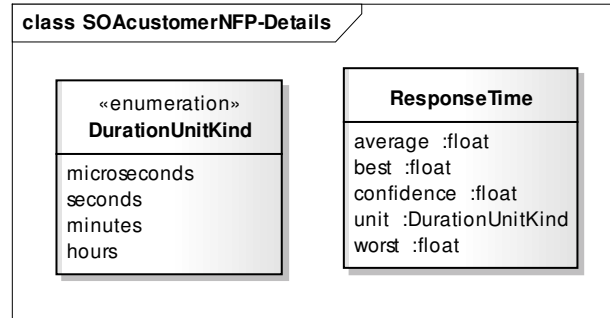 class SOAcustomerNFP-Details
«enumeration»
DurationUnitKind
microseconds
seconds
minutes
hours
ResponseTime
average :float
best :float
confidence :float
unit :DurationUnitKind
worst :float